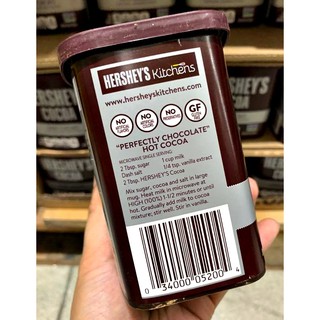 HERSHEY'S Kitchens
www.hersheyskitchens.com
NO ARTIFICIAL FLAVORS
NO ARTIFICIAL COLORS
NO PRESERVATIVES
GF GLUTEN FREE
"PERFECTLY CHOCOLATE"
HOT COCOA
MICROWAVE SINGLE SERVING
2 Tbsp. sugar 1 cup milk
Dash salt 1/4 tsp. vanilla extract
2 Tbsp. HERSHEY'S Cocoa
Mix sugar, cocoa and salt in large
mug. Heat milk in microwave at
HIGH (100%) 1-1/2 minutes or until
hot. Gradually add milk to cocoa
mixture; stir well. Stir in vanilla.
0 34000 05200 4